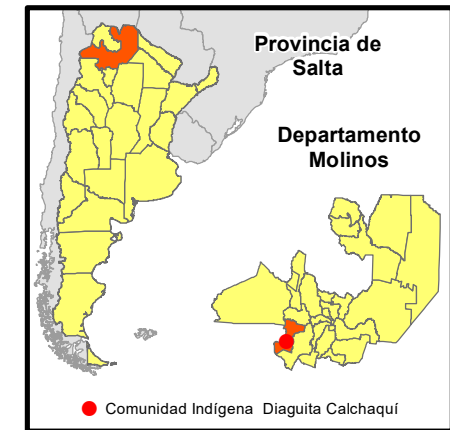 Provincia de
Salta
Departamento
Molinos
Comunidad Indígena Diaguita Calchaquí